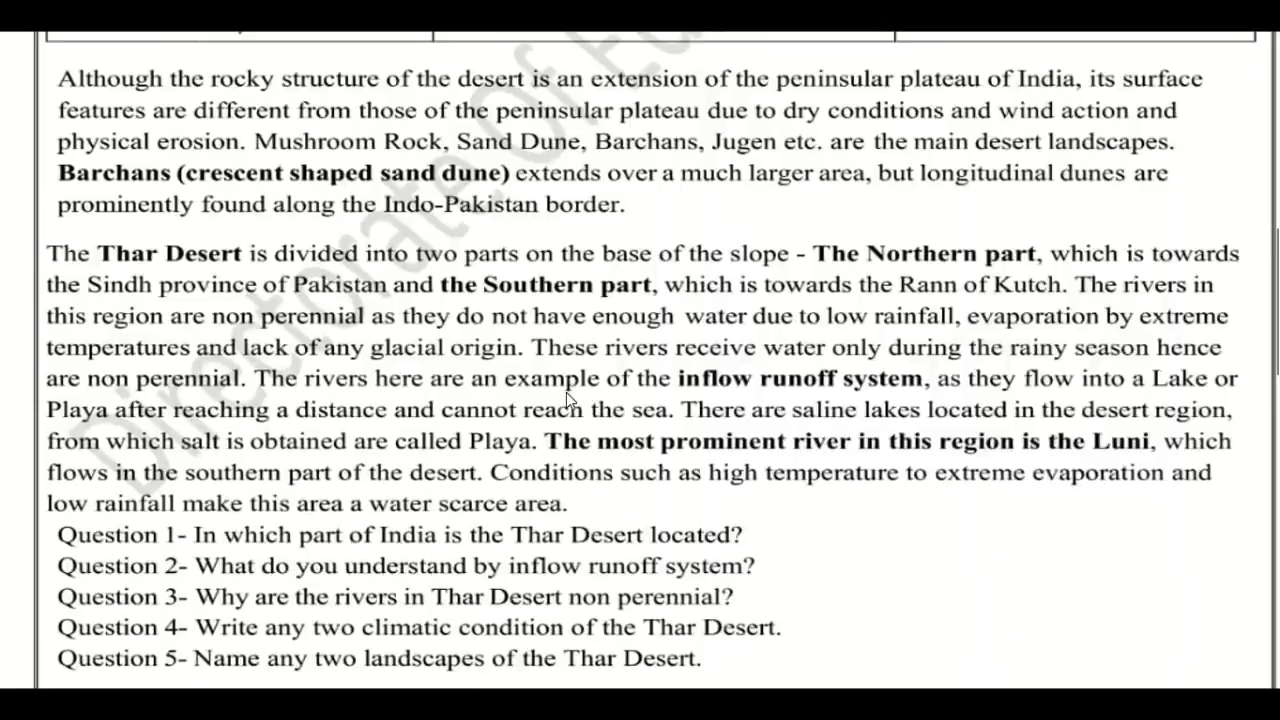 Although the rocky structure of the desert is an extension of the peninsular plateau of India, its surface
features are different from those of the peninsular plateau due to dry conditions and wind action and
physical erosion. Mushroom Rock, Sand Dune, Barchans, Jugen etc. are the main desert landscapes.
Barchans (crescent shaped sand dune) extends over a much larger area, but longitudinal dunes are
prominently found along the Indo-Pakistan border.
The Thar Desert is divided into two parts on the base of the slope - The Northern part, which is towards
the Sindh province of Pakistan and the Southern part, which is towards the Rann of Kutch. The rivers in
this region are non perennial as they do not have enough water due to low rainfall, evaporation by extreme
temperatures and lack of any glacial origin. These rivers receive water only during the rainy season hence
are non perennial. The rivers here are an example of the inflow runoff system, as they flow into a Lake or
Playa after reaching a distance and cannot reach the sea. There are saline lakes located in the desert region,
from which salt is obtained are called Playa. The most prominent river in this region is the Luni, which
flows in the southern part of the desert. Conditions such as high temperature to extreme evaporation and
low rainfall make this area a water scarce area.
Question 1- In which part of India is the Thar Desert located?
Question 2- What do you understand by inflow runoff system?
Question 3- Why are the rivers in Thar Desert non perennial?
Question 4- Write any two climatic condition of the Thar Desert.
Question 5- Name any two landscapes of the Thar Desert.
Directorate Of